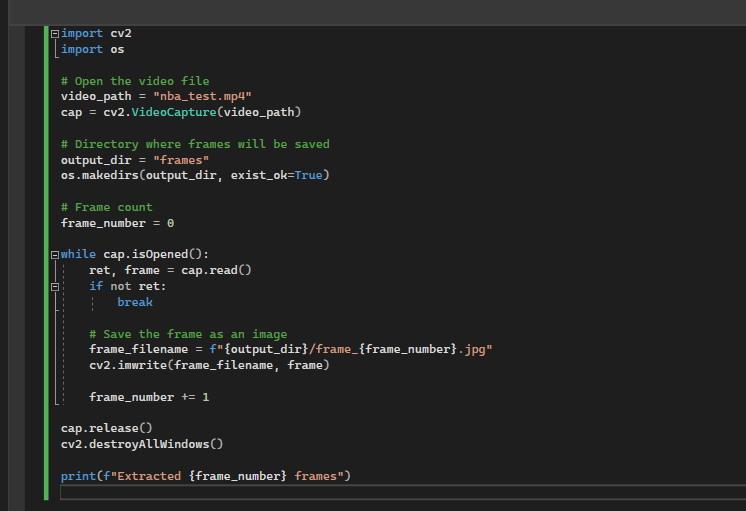 import cv2
import os
# Open the video file
video_path = "nba_test.mp4"
cap = cv2.VideoCapture(video_path)
# Directory where frames will be saved
output_dir = "frames"
os.makedirs(output_dir, exist_ok=True)
# Frame count
frame_number = 0
while cap.isOpened():
    ret, frame = cap.read()
    if not ret:
        break
    # Save the frame as an image
    frame_filename = f"{output_dir}/frame_{frame_number}.jpg"
    cv2.imwrite(frame_filename, frame)
    frame_number += 1
cap.release()
cv2.destroyAllWindows()
print(f"Extracted {frame_number} frames")